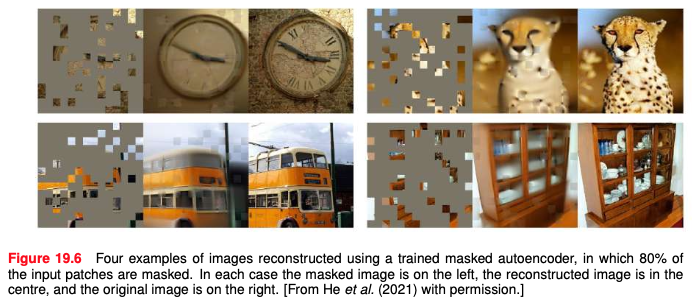 Figure 19.6 Four examples of images reconstructed using a trained masked autoencoder, in which 80% of
the input patches are masked. In each case the masked image is on the left, the reconstructed image is in the
centre, and the original image is on the right. [From He et al. (2021) with permission.]